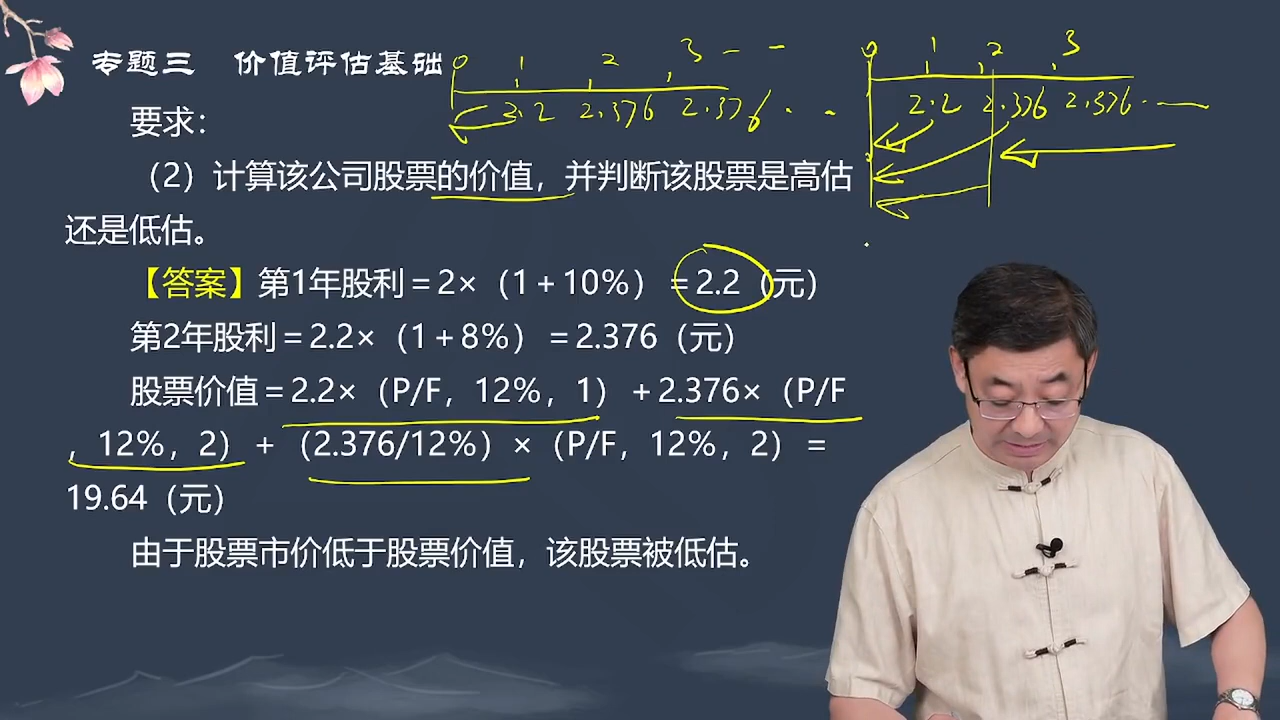 专题三 价值评估基础
0 1 2 3 - -
2.2 2.376 2.376 . .
0 1 2 3
2.2 2.376 2.376 . —
要求：
（2）计算该公司股票的价值，并判断该股票是高估
还是低估。
【答案】第1年股利＝2×（1＋10%）＝2.2（元）
第2年股利＝2.2×（1＋8%）＝2.376（元）
股票价值＝2.2×（P/F，12%，1）＋2.376×（P/F
，12%，2）＋（2.376/12%）×（P/F，12%，2）＝
19.64（元）
由于股票市价低于股票价值，该股票被低估。